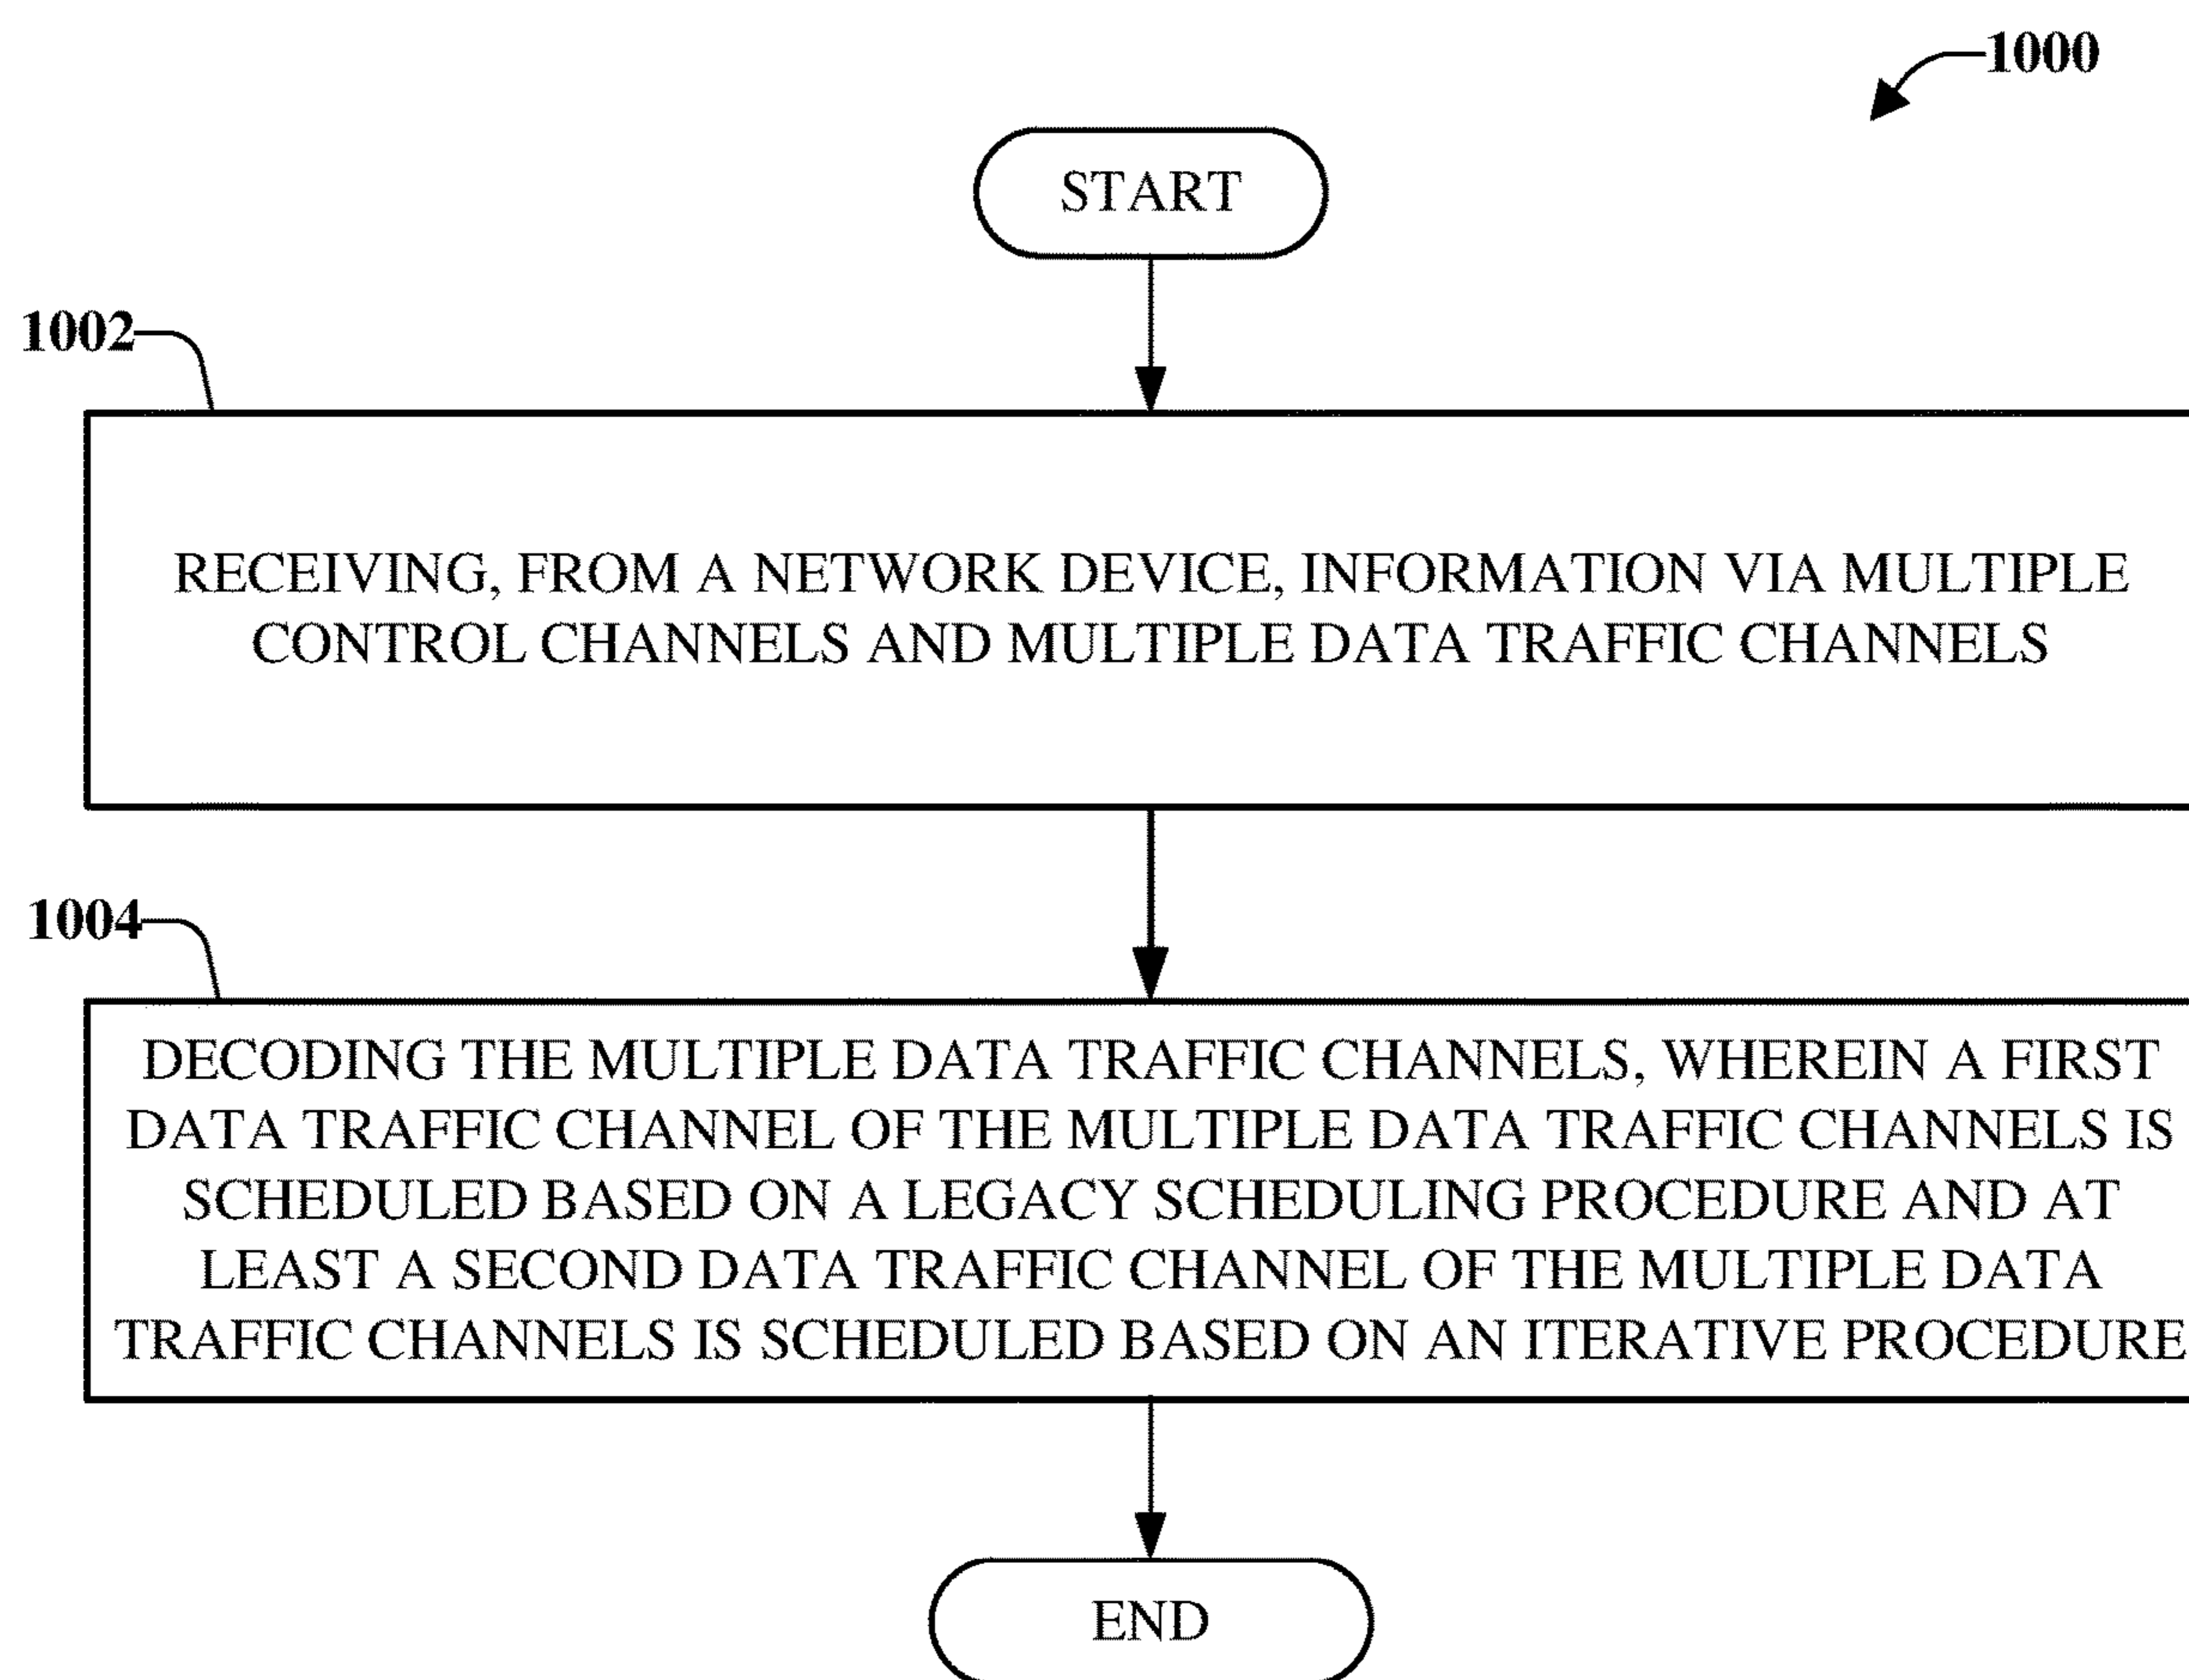 1000
START
1002
RECEIVING, FROM A NETWORK DEVICE, INFORMATION VIA MULTIPLE
CONTROL CHANNELS AND MULTIPLE DATA TRAFFIC CHANNELS
1004
DECODING THE MULTIPLE DATA TRAFFIC CHANNELS, WHEREIN A FIRST
DATA TRAFFIC CHANNEL OF THE MULTIPLE DATA TRAFFIC CHANNELS IS
SCHEDULED BASED ON A LEGACY SCHEDULING PROCEDURE AND AT
LEAST A SECOND DATA TRAFFIC CHANNEL OF THE MULTIPLE DATA
TRAFFIC CHANNELS IS SCHEDULED BASED ON AN ITERATIVE PROCEDURE
END